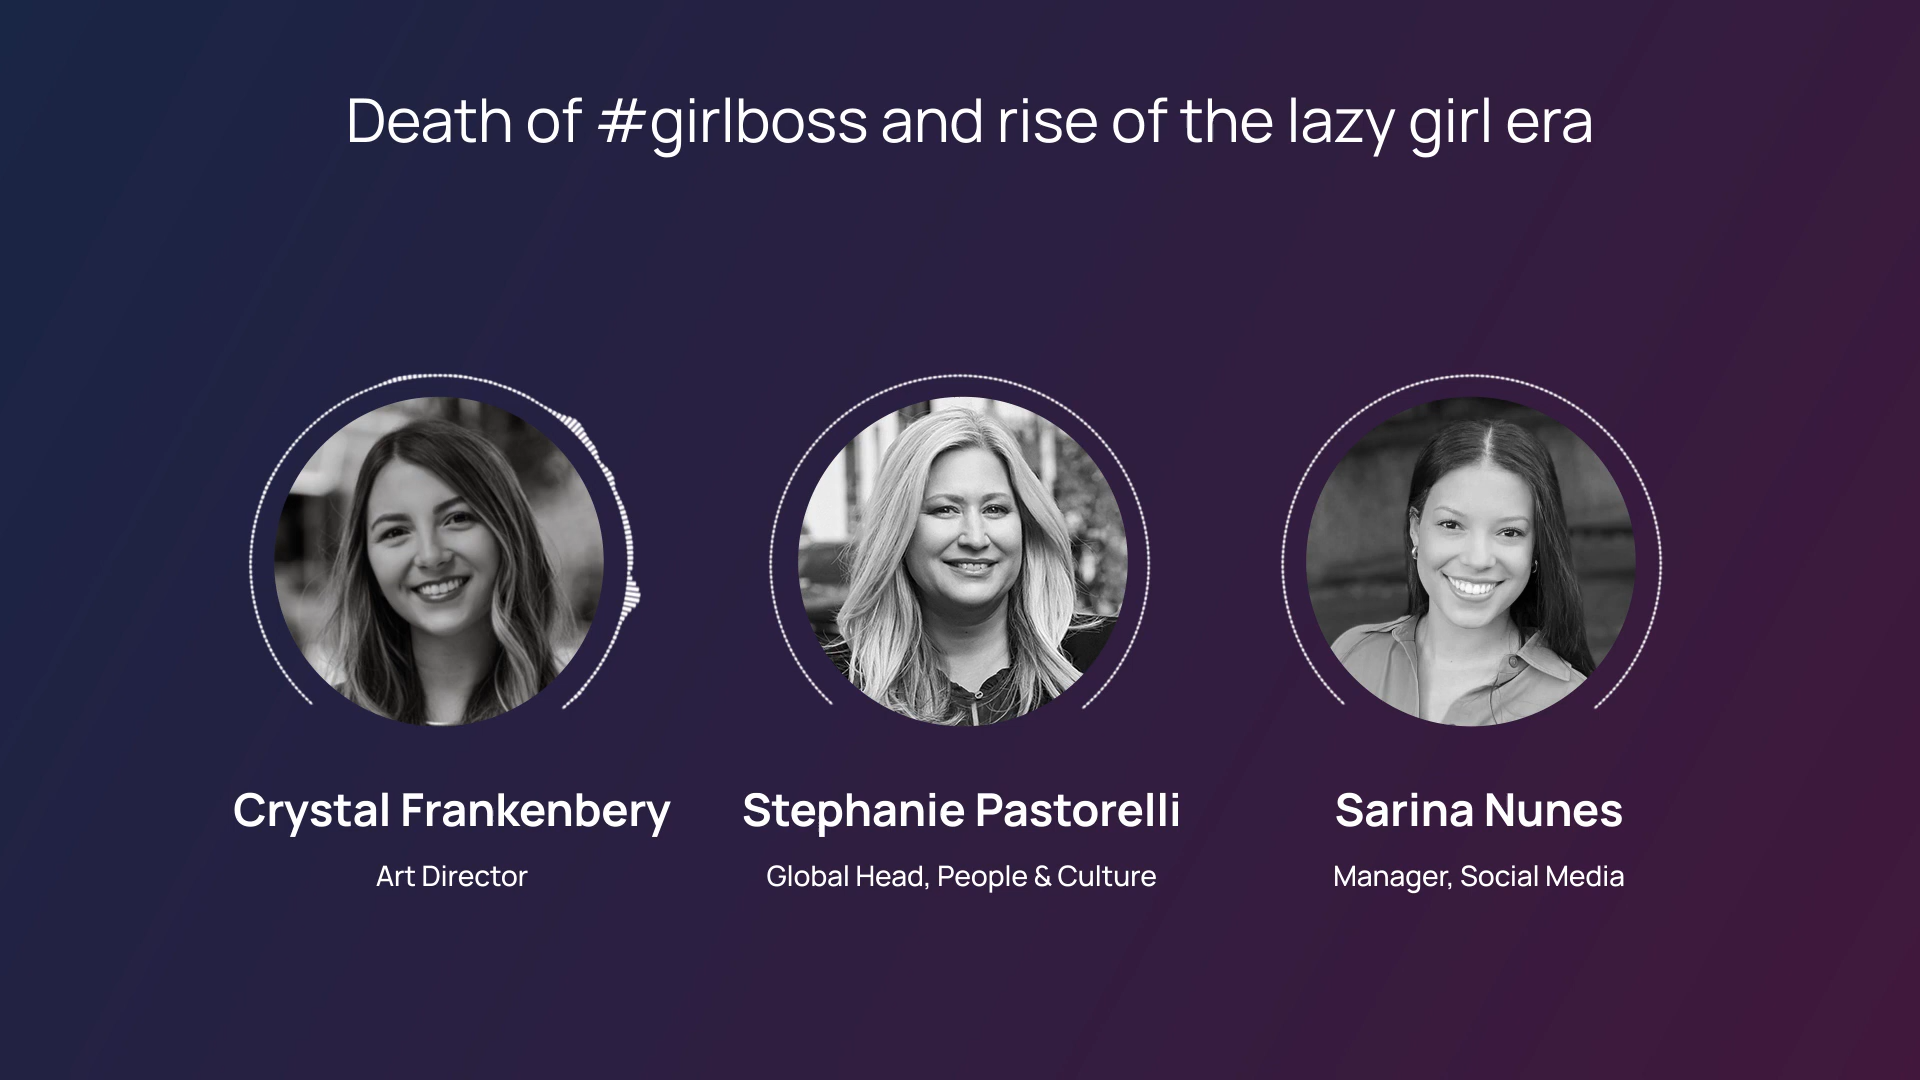 Death of #girlboss and rise of the lazy girl era
Crystal Frankenbery
Stephanie Pastorelli
Sarina Nunes
Art Director
Global Head, People & Culture
Manager, Social Media